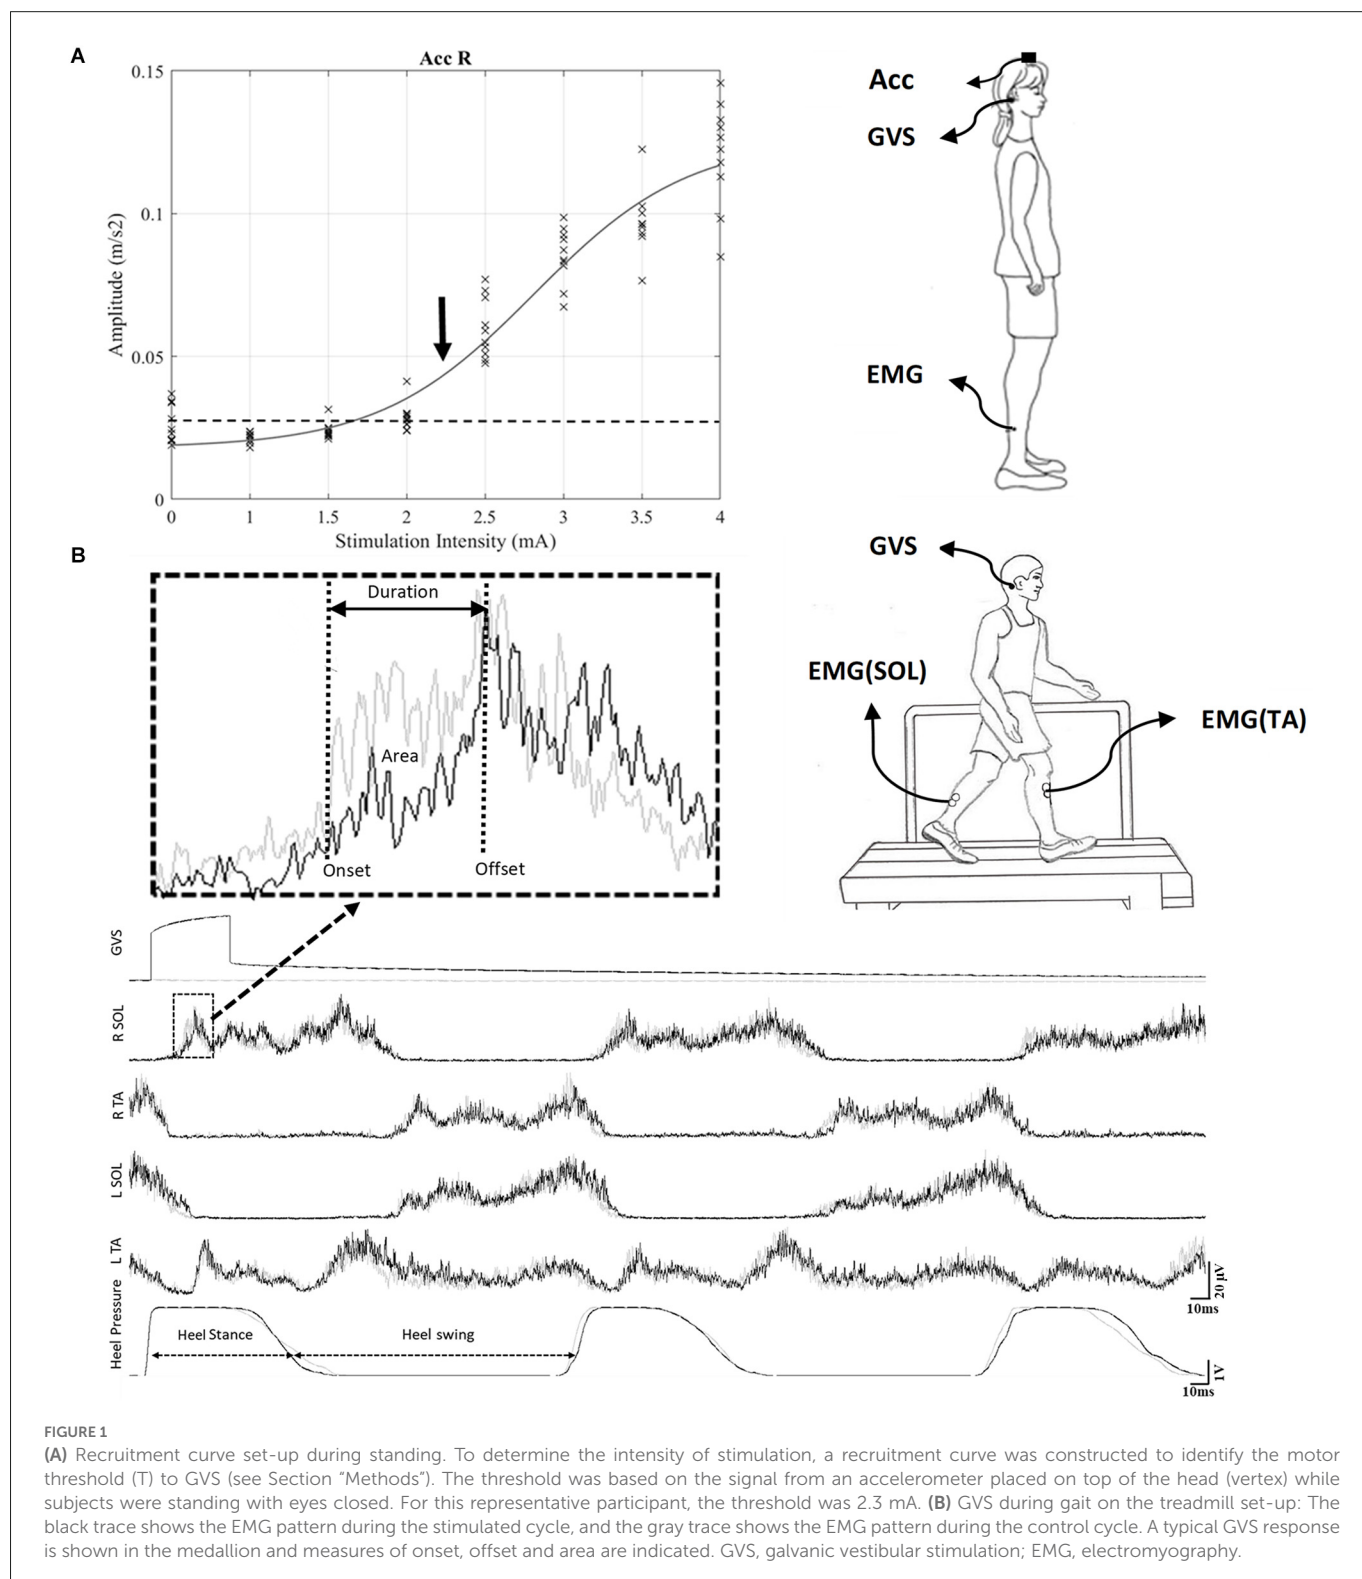 A
Acc R
0.15
0.1
0.05
0
Amplitude (m/s2)
0 1 1.5 2 2.5 3 3.5 4
Stimulation Intensity (mA)
Acc
GVS
EMG
B
Duration
Area
Onset
Offset
GVS
EMG(SOL)
EMG(TA)
GVS
R SOL
R TA
L SOL
L TA
20 µV
10ms
Heel Pressure
Heel Stance
Heel swing
1V
10ms
FIGURE 1
(A) Recruitment curve set-up during standing. To determine the intensity of stimulation, a recruitment curve was constructed to identify the motor
threshold (T) to GVS (see Section “Methods”). The threshold was based on the signal from an accelerometer placed on top of the head (vertex) while
subjects were standing with eyes closed. For this representative participant, the threshold was 2.3 mA. (B) GVS during gait on the treadmill set-up: The
black trace shows the EMG pattern during the stimulated cycle, and the gray trace shows the EMG pattern during the control cycle. A typical GVS response
is shown in the medallion and measures of onset, offset and area are indicated. GVS, galvanic vestibular stimulation; EMG, electromyography.